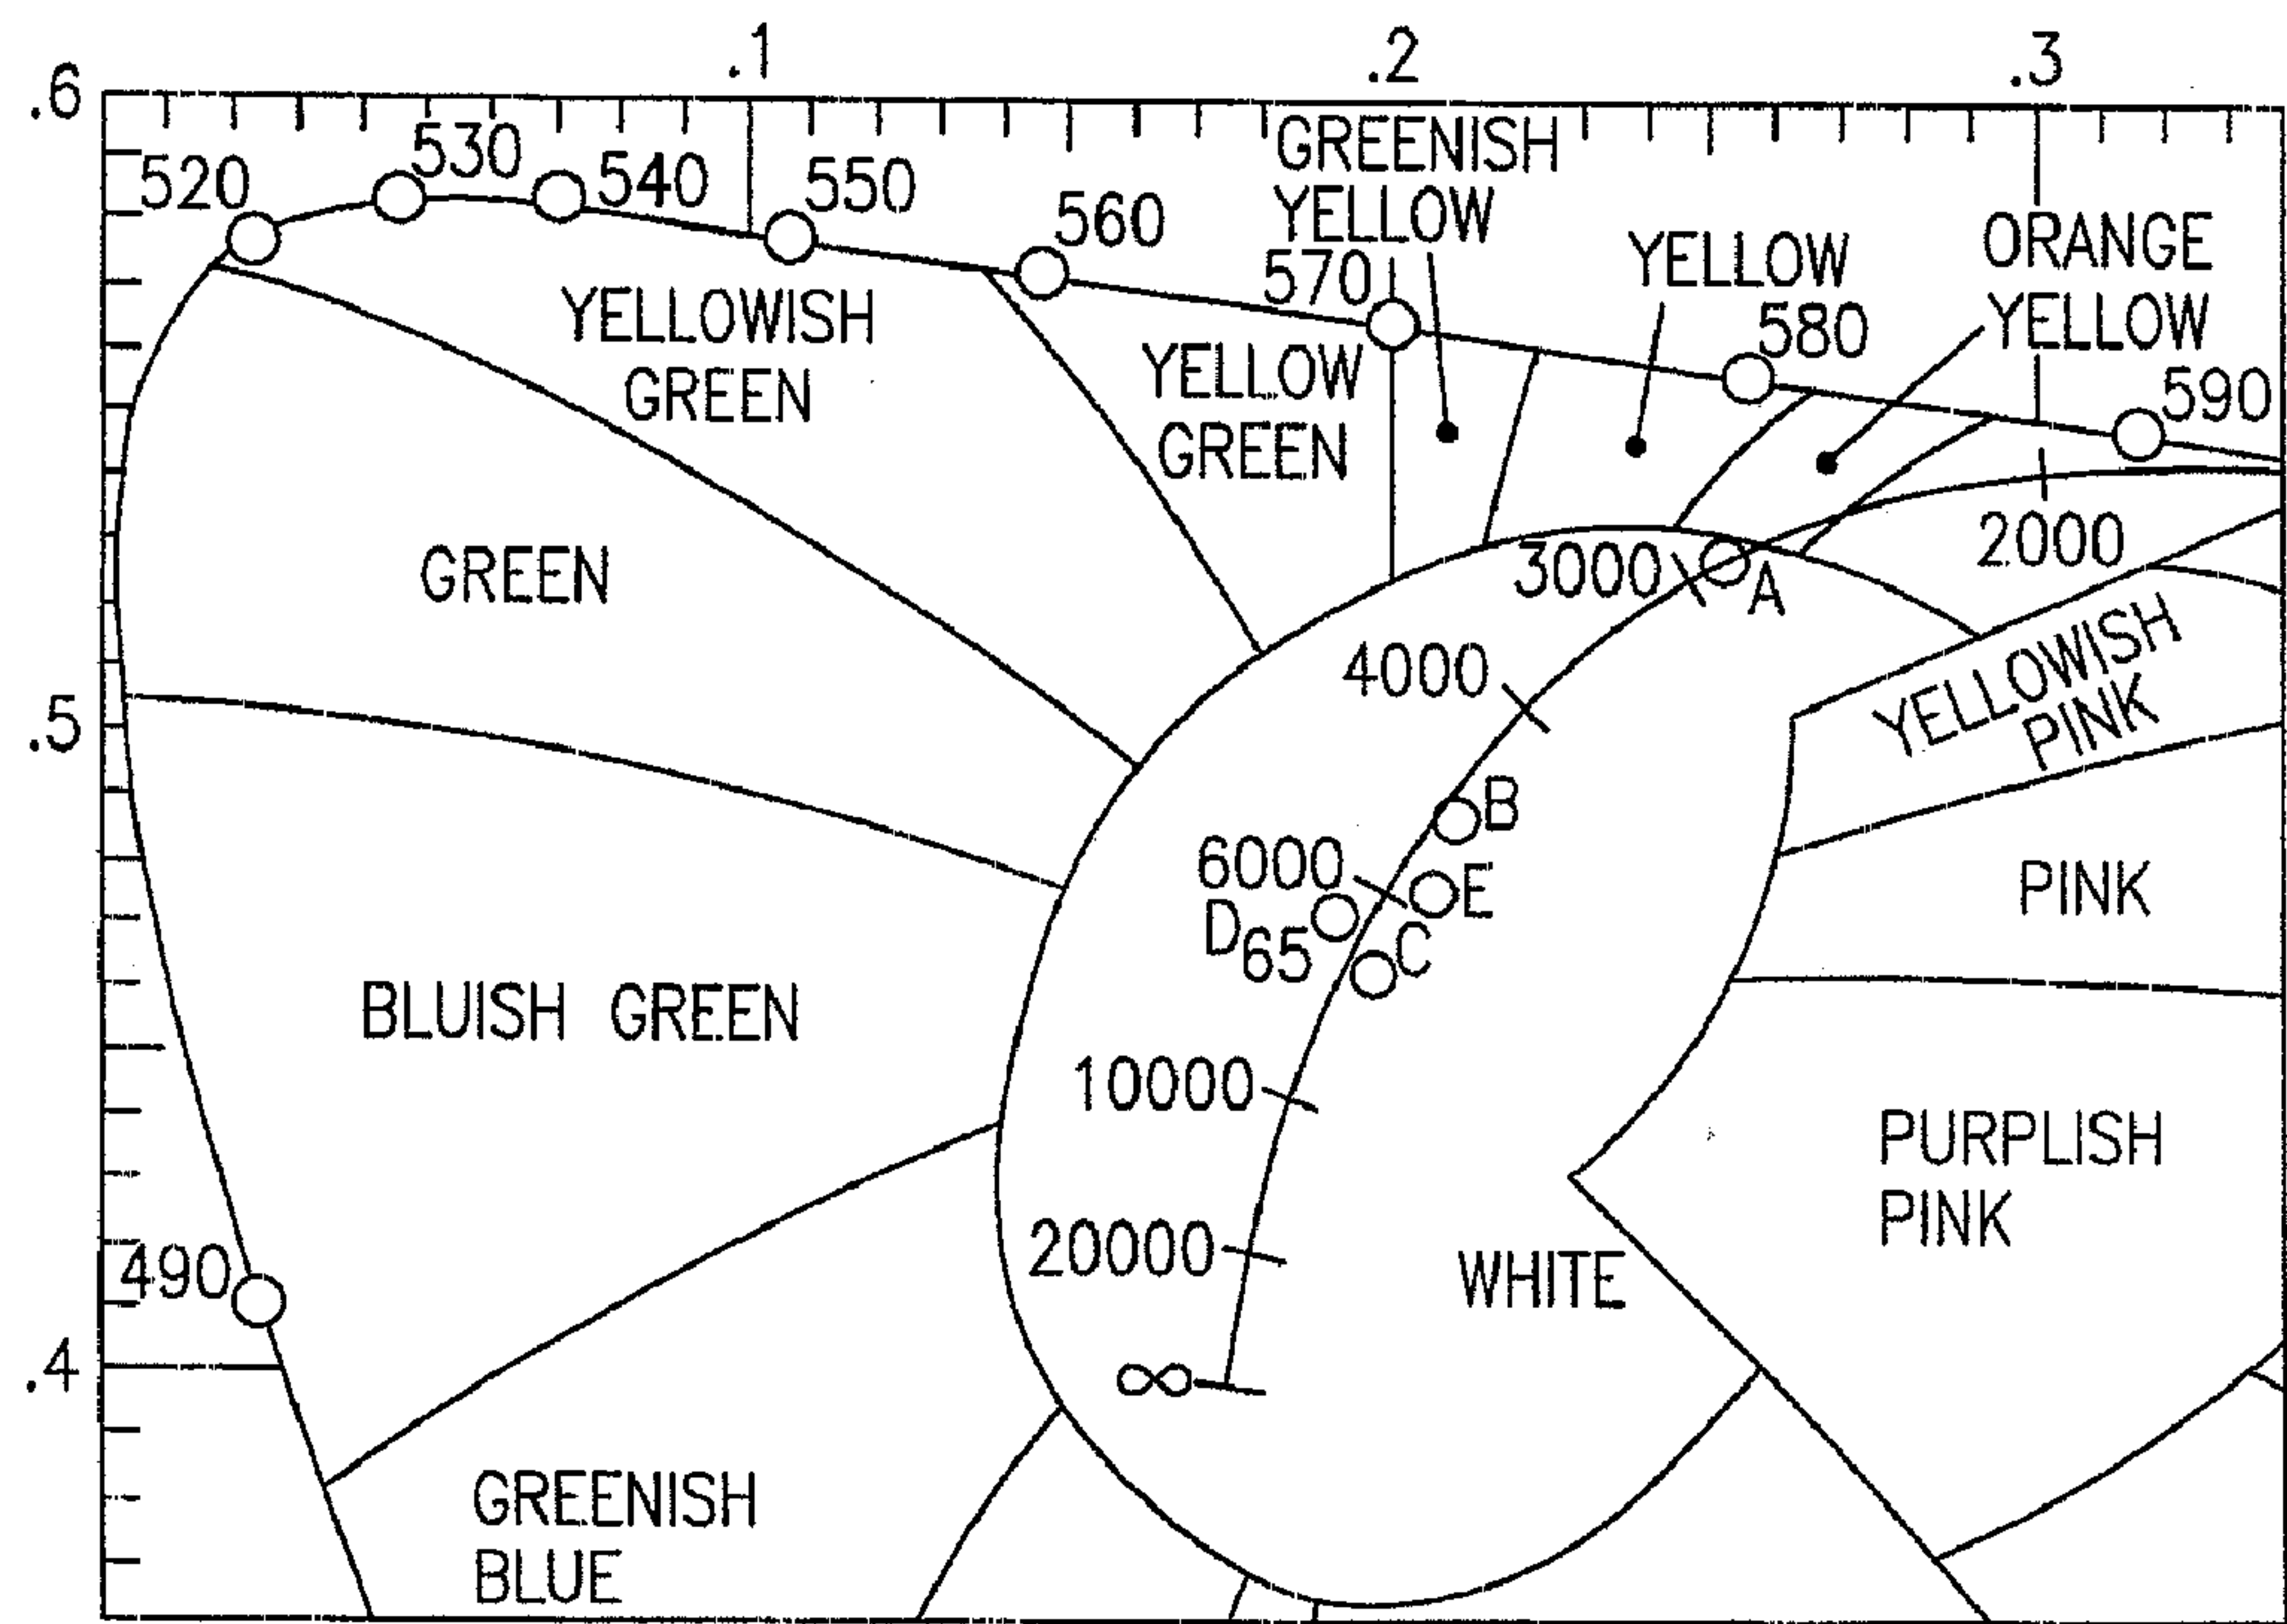 .1
.2
.3
.6
520
530
540
550
560
570
GREENISH
YELLOW
YELLOW
580
ORANGE
YELLOW
590
YELLOWISH
GREEN
YELLOW
GREEN
GREEN
3000
A
2000
4000
YELLOWISH
PINK
.5
B
6000
E
D65
C
PINK
BLUISH GREEN
10000
PURPLISH
PINK
20000
WHITE
490
.4
∞
GREENISH
BLUE